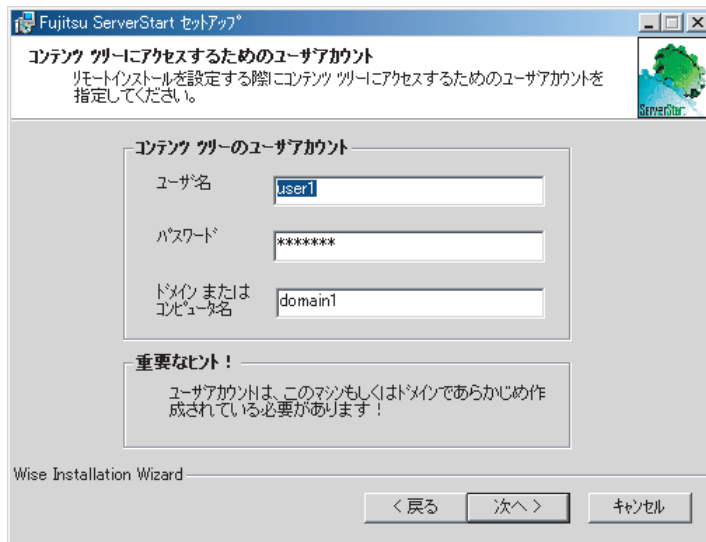 Fujitsu ServerStart セットアップ
コンテンツ ツリーにアクセスするためのユーザアカウント
リモートインストールを設定する際にコンテンツ ツリーにアクセスするためのユーザアカウントを
指定してください。
ServerStart
コンテンツ ツリーのユーザアカウント
ユーザ名
user1
パスワード
*******
ドメイン または
コンピュータ名
domain1
重要なヒント！
ユーザアカウントは、このマシンもしくはドメインであらかじめ作
成されている必要があります！
Wise Installation Wizard
< 戻る
次へ >
キャンセル